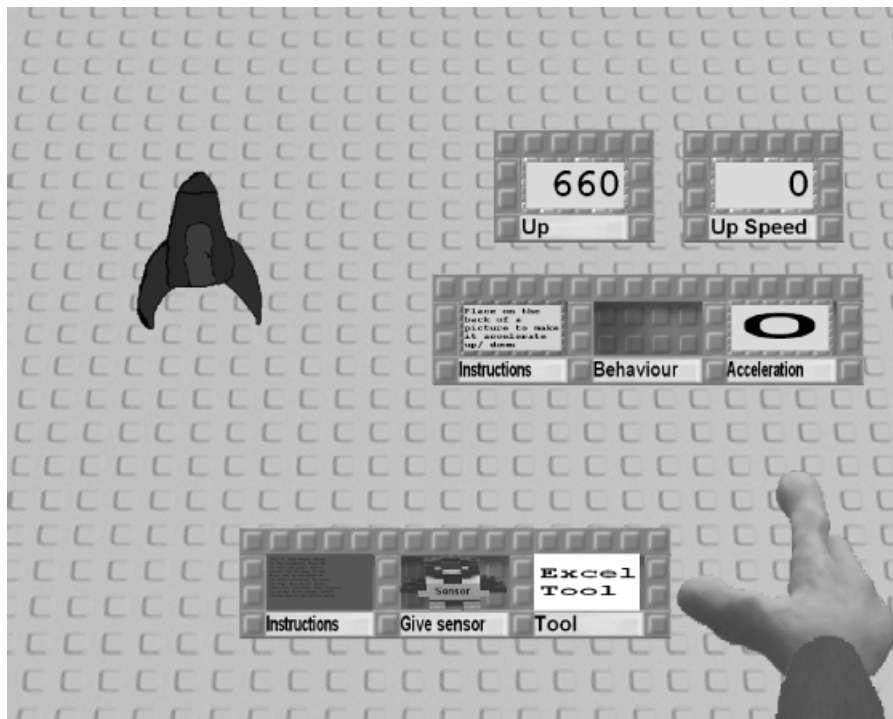 660
0
Up
Up Speed
Place on the
back of a
picture to make
it accelerate
up/ down
Instructions
Behaviour
Acceleration
0
Sensor
Excel
Tool
Instructions
Give sensor
Tool